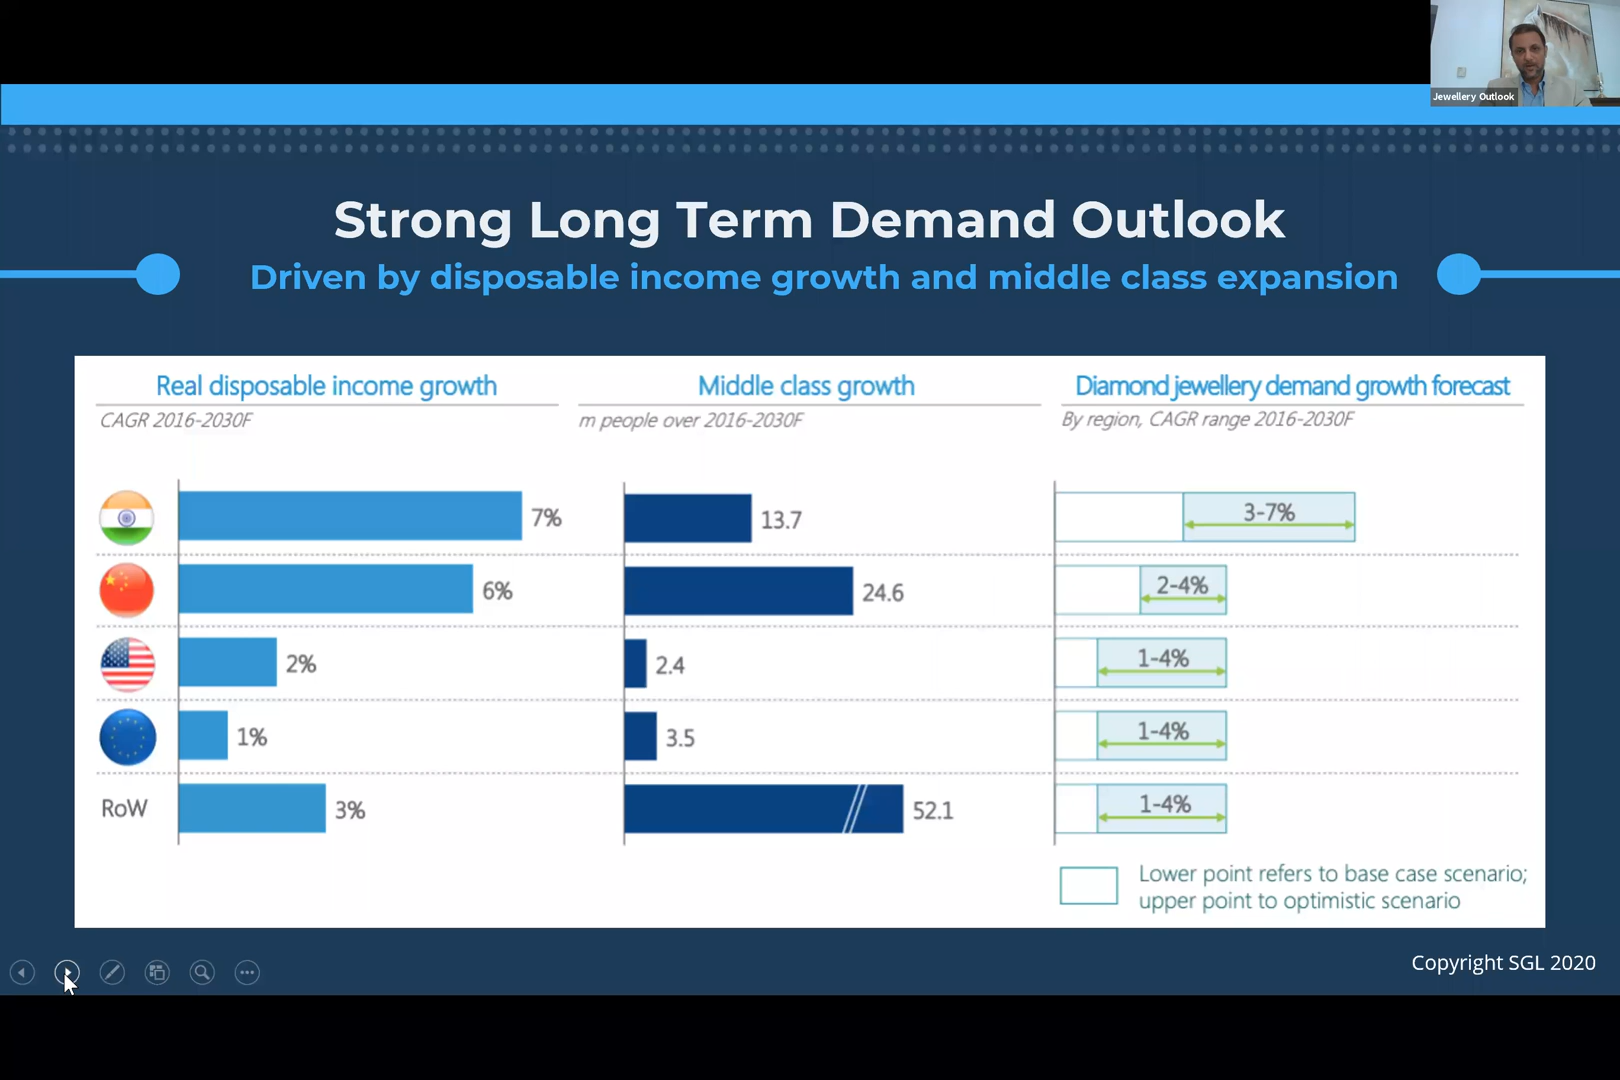 Jewellery Outlook
Strong Long Term Demand Outlook
Driven by disposable income growth and middle class expansion
Real disposable income growth
CAGR 2016-2030F
Middle class growth
m people over 2016-2030F
Diamond jewellery demand growth forecast
By region, CAGR range 2016-2030F
7%
13.7
3-7%
6%
24.6
2-4%
2%
2.4
1-4%
1%
3.5
1-4%
RoW
3%
52.1
1-4%
Lower point refers to base case scenario;
upper point to optimistic scenario
Copyright SGL 2020